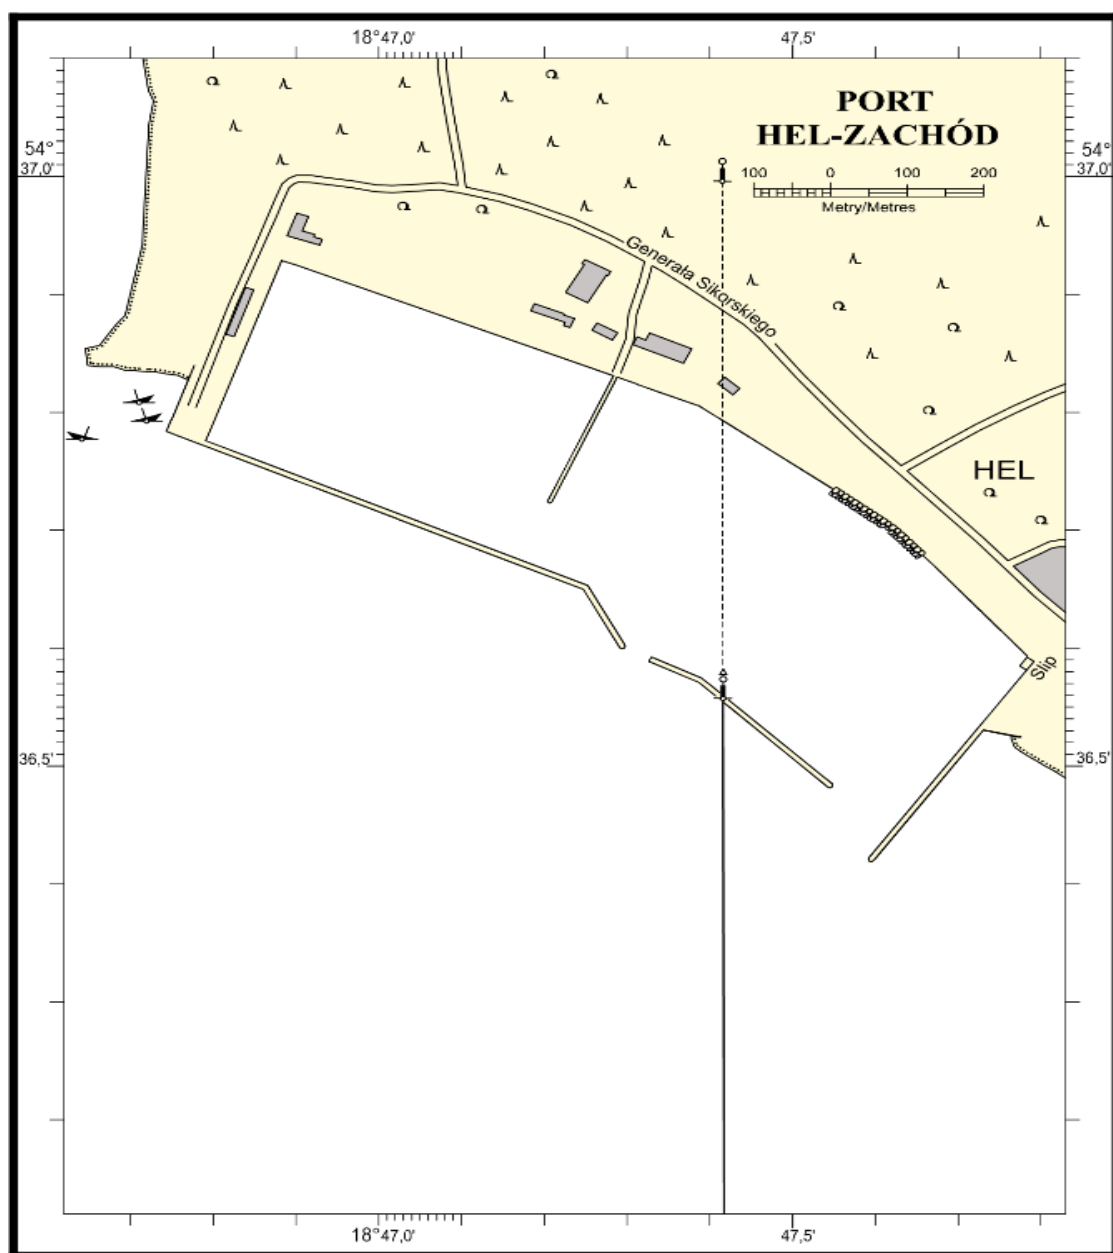 18°47,0' 47,5'
PORT
HEL-ZACHÓD
54°
37,0'
54°
37,0'
100 0 100 200
Metry/Metres
Generała Sikorskiego
HEL
Slip
36,5'
36,5'
18°47,0' 47,5'